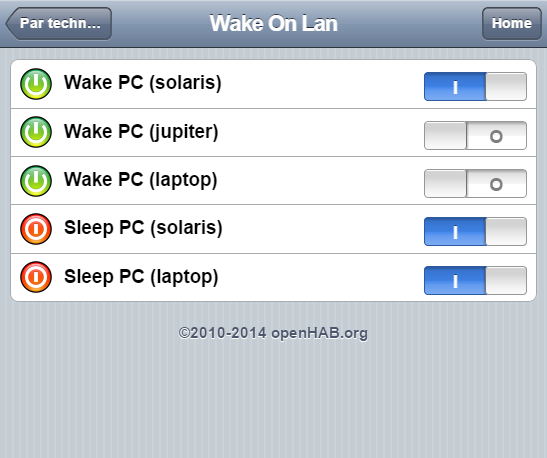 Par techn...
Wake On Lan
Home
Wake PC (solaris)
I
Wake PC (jupiter)
O
Wake PC (laptop)
O
Sleep PC (solaris)
I
Sleep PC (laptop)
I
©2010-2014 openHAB.org